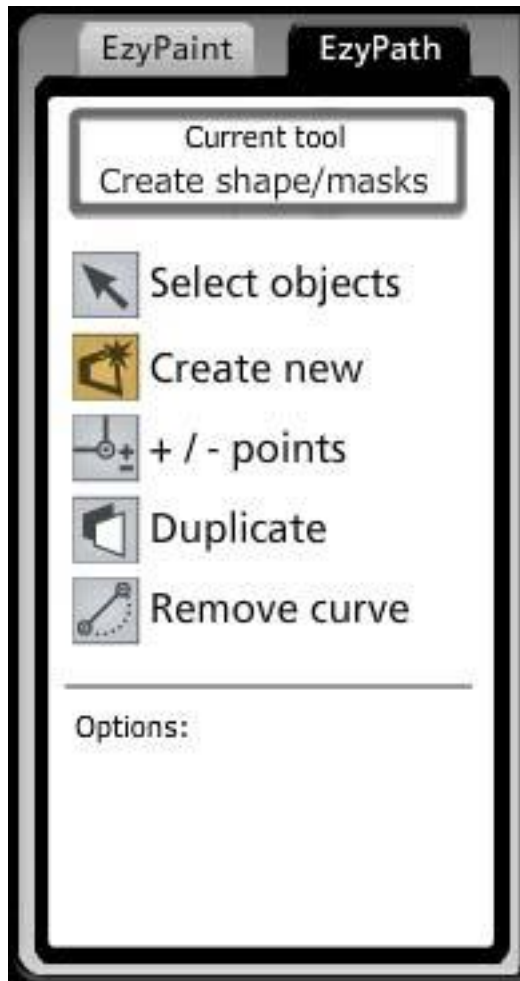 EzyPaint EzyPath
Current tool
Create shape/masks
Select objects
Create new
+ / - points
Duplicate
Remove curve
Options: